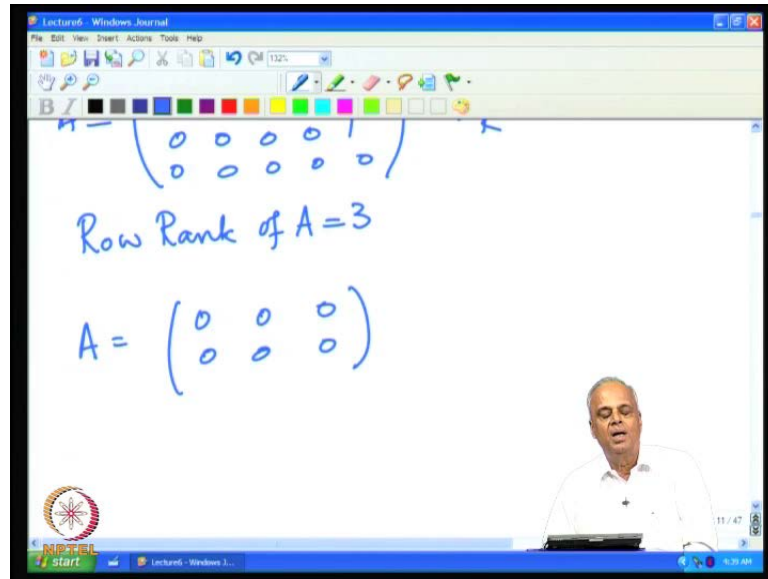 Lecture6 - Windows Journal
File Edit View Insert Actions Tools Help
132%
B I
A =
0 0 0 0 1
0 0 0 0 0
R
Row Rank of A = 3
A = ( 0 0 0
0 0 0 )
11 / 47
NPTEL
start Lecture6 - Windows J... 4:39 AM